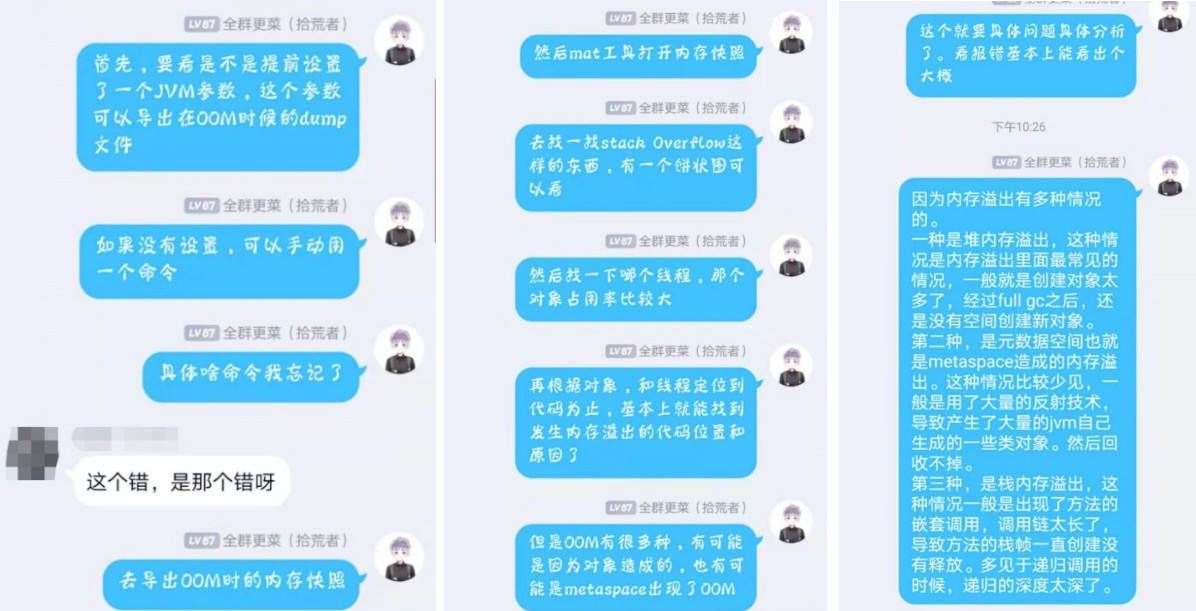 LV87 全群更菜（拾荒者）
首先，要看是不是提前设置
了一个JVM参数，这个参数
可以导出在OOM时候的dump
文件
LV87 全群更菜（拾荒者）
如果没有设置，可以手动用
一个命令
LV87 全群更菜（拾荒者）
具体啥命令我忘记了
这个错，是那个错呀
LV87 全群更菜（拾荒者）
去导出OOM时的内存快照
LV87 全群更菜（拾荒者）
然后mat工具打开内存快照
LV87 全群更菜（拾荒者）
去找一找stack Overflow这
样的东西，有一个饼状图可
以看
LV87 全群更菜（拾荒者）
然后找一下哪个线程，那个
对象占用率比较大
LV87 全群更菜（拾荒者）
再根据对象，和线程定位到
代码为止，基本上就能找到
发生内存溢出的代码位置和
原因了
LV87 全群更菜（拾荒者）
但是OOM有很多种，有可能
是因为对象造成的，也有可
能是metaspace出现了OOM
这个就要具体问题具体分析
了。看报错基本上能看出个
大概
下午10:26
LV87 全群更菜（拾荒者）
因为内存溢出有多种情况
的。
一种是堆内存溢出，这种情
况是内存溢出里面最常见的
情况，一般就是创建对象太
多了，经过full gc之后，还
是没有空间创建新对象。
第二种，是元数据空间也就
是metaspace造成的内存溢
出。这种情况比较少见，一
般是用了大量的反射技术，
导致产生了大量的jvm自己
生成的一些类对象。然后回
收不掉。
第三种，是栈内存溢出，这
种情况一般是出现了方法的
嵌套调用，调用链太长了，
导致方法的栈帧一直创建没
有释放。多见于递归调用的
时候，递归的深度太深了。